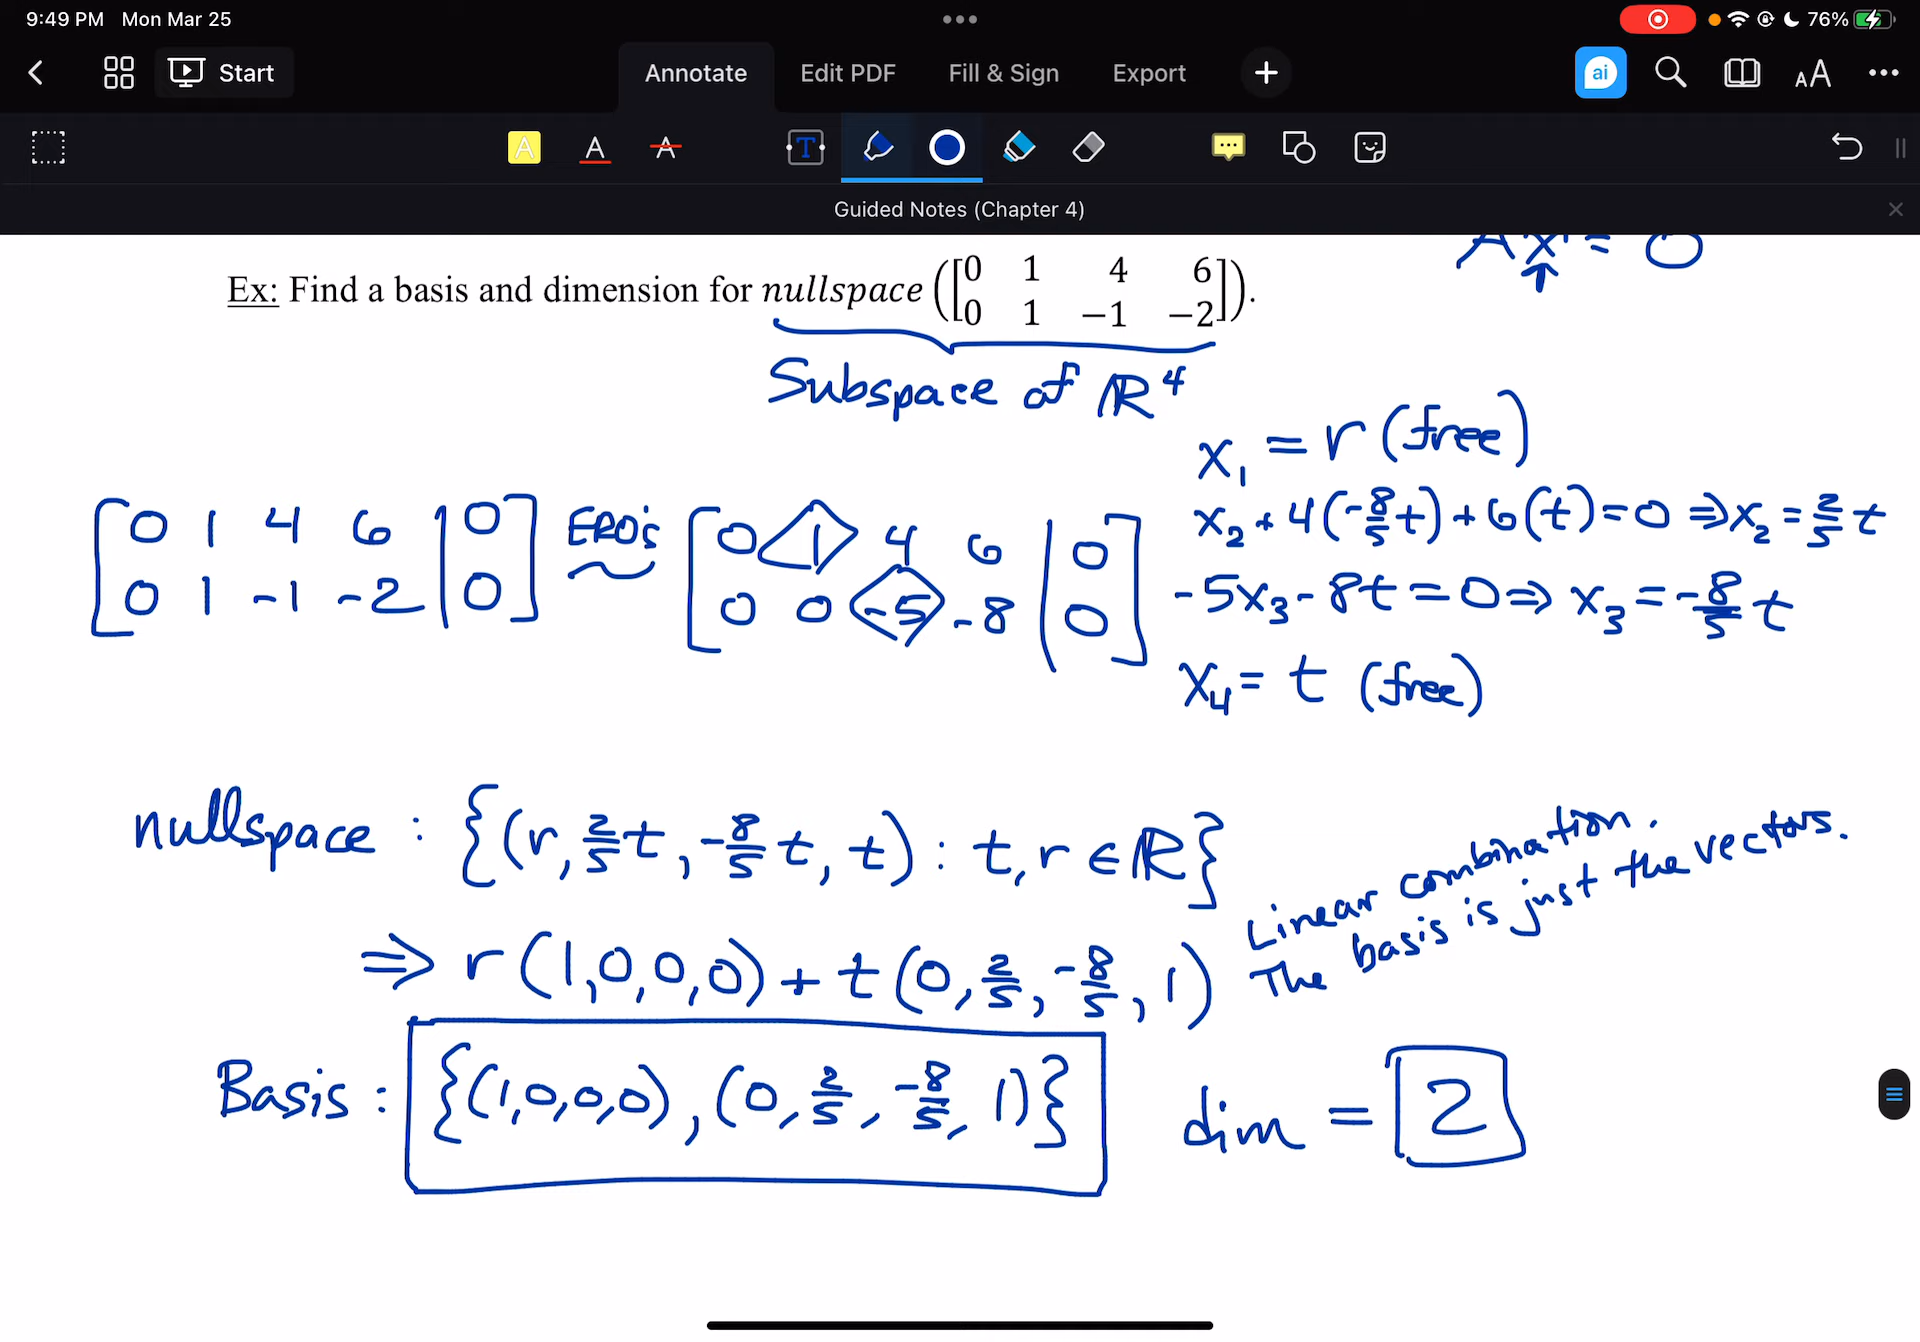 9:49 PM Mon Mar 25 76%
Start Annotate Edit PDF Fill & Sign Export + ai AA
A A A T
Guided Notes (Chapter 4)
Ax = 0
Ex: Find a basis and dimension for nullspace ([0 1 4 6
0 1 −1 −2]).
Subspace of ℝ⁴
x₁ = r (free)
[0 1 4 6 | 0
0 1 -1 -2 | 0] ERO's ~ [0 1 4 6 | 0
0 0 -5 -8 | 0]
x₂ + 4(-8/5 t) + 6(t) = 0 ⇒ x₂ = 2/5 t
-5x₃ - 8t = 0 ⇒ x₃ = -8/5 t
x₄ = t (free)
nullspace : {(r, 2/5 t, -8/5 t, t) : t, r ∈ ℝ}
Linear combination.
The basis is just the vectors.
⇒ r(1,0,0,0) + t(0, 2/5, -8/5, 1)
Basis : {(1,0,0,0), (0, 2/5, -8/5, 1)} dim = 2